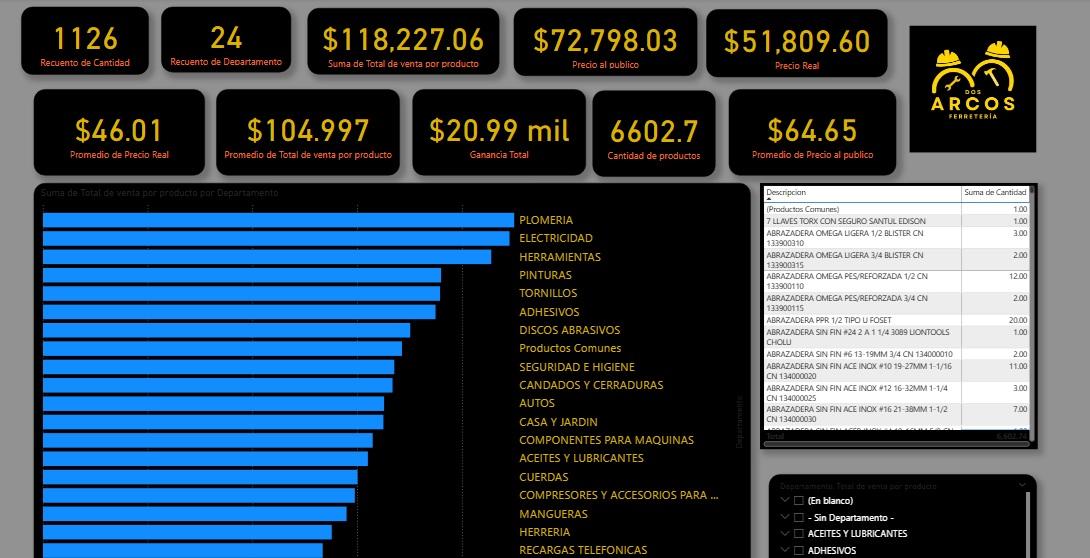 1126
Recuento de Cantidad
24
Recuento de Departamento
$118,227.06
Suma de Total de venta por producto
$72,798.03
Precio al publico
$51,809.60
Precio Real
DOS
ARCOS
FERRETERÍA
$46.01
Promedio de Precio Real
$104.997
Promedio de Total de venta por producto
$20.99 mil
Ganancia Total
6602.7
Cantidad de productos
$64.65
Promedio de Precio al publico
Suma de Total de venta por producto por Departamento
PLOMERIA
ELECTRICIDAD
HERRAMIENTAS
PINTURAS
TORNILLOS
ADHESIVOS
DISCOS ABRASIVOS
Productos Comunes
SEGURIDAD E HIGIENE
CANDADOS Y CERRADURAS
AUTOS
CASA Y JARDIN
COMPONENTES PARA MAQUINAS
ACEITES Y LUBRICANTES
CUERDAS
COMPRESORES Y ACCESORIOS PARA ...
MANGUERAS
HERRERIA
RECARGAS TELEFONICAS
Departamento
Descripcion Suma de Cantidad
(Productos Comunes) 1.00
7 LLAVES TORX CON SEGURO SANTUL EDISON 1.00
ABRAZADERA OMEGA LIGERA 1/2 BLISTER CN 3.00
133900310
ABRAZADERA OMEGA LIGERA 3/4 BLISTER CN 2.00
133900315
ABRAZADERA OMEGA PES/REFORZADA 1/2 CN 12.00
133900110
ABRAZADERA OMEGA PES/REFORZADA 3/4 CN 2.00
133900115
ABRAZADERA PPR 1/2 TIPO U FOSET 20.00
ABRAZADERA SIN FIN #24 2 A 1 1/4 3089 LIONTOOLS 1.00
CHOLU
ABRAZADERA SIN FIN #6 13-19MM 3/4 CN 134000010 2.00
ABRAZADERA SIN FIN ACE INOX #10 19-27MM 1-1/16 11.00
CN 134000020
ABRAZADERA SIN FIN ACE INOX #12 16-32MM 1-1/4 3.00
CN 134000025
ABRAZADERA SIN FIN ACE INOX #16 21-38MM 1-1/2 7.00
CN 134000030
Total 6,602.74
Departamento, Total de venta por producto
(En blanco)
- Sin Departamento -
ACEITES Y LUBRICANTES
ADHESIVOS